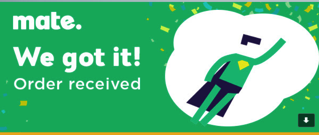 mate.
We got it!
Order received